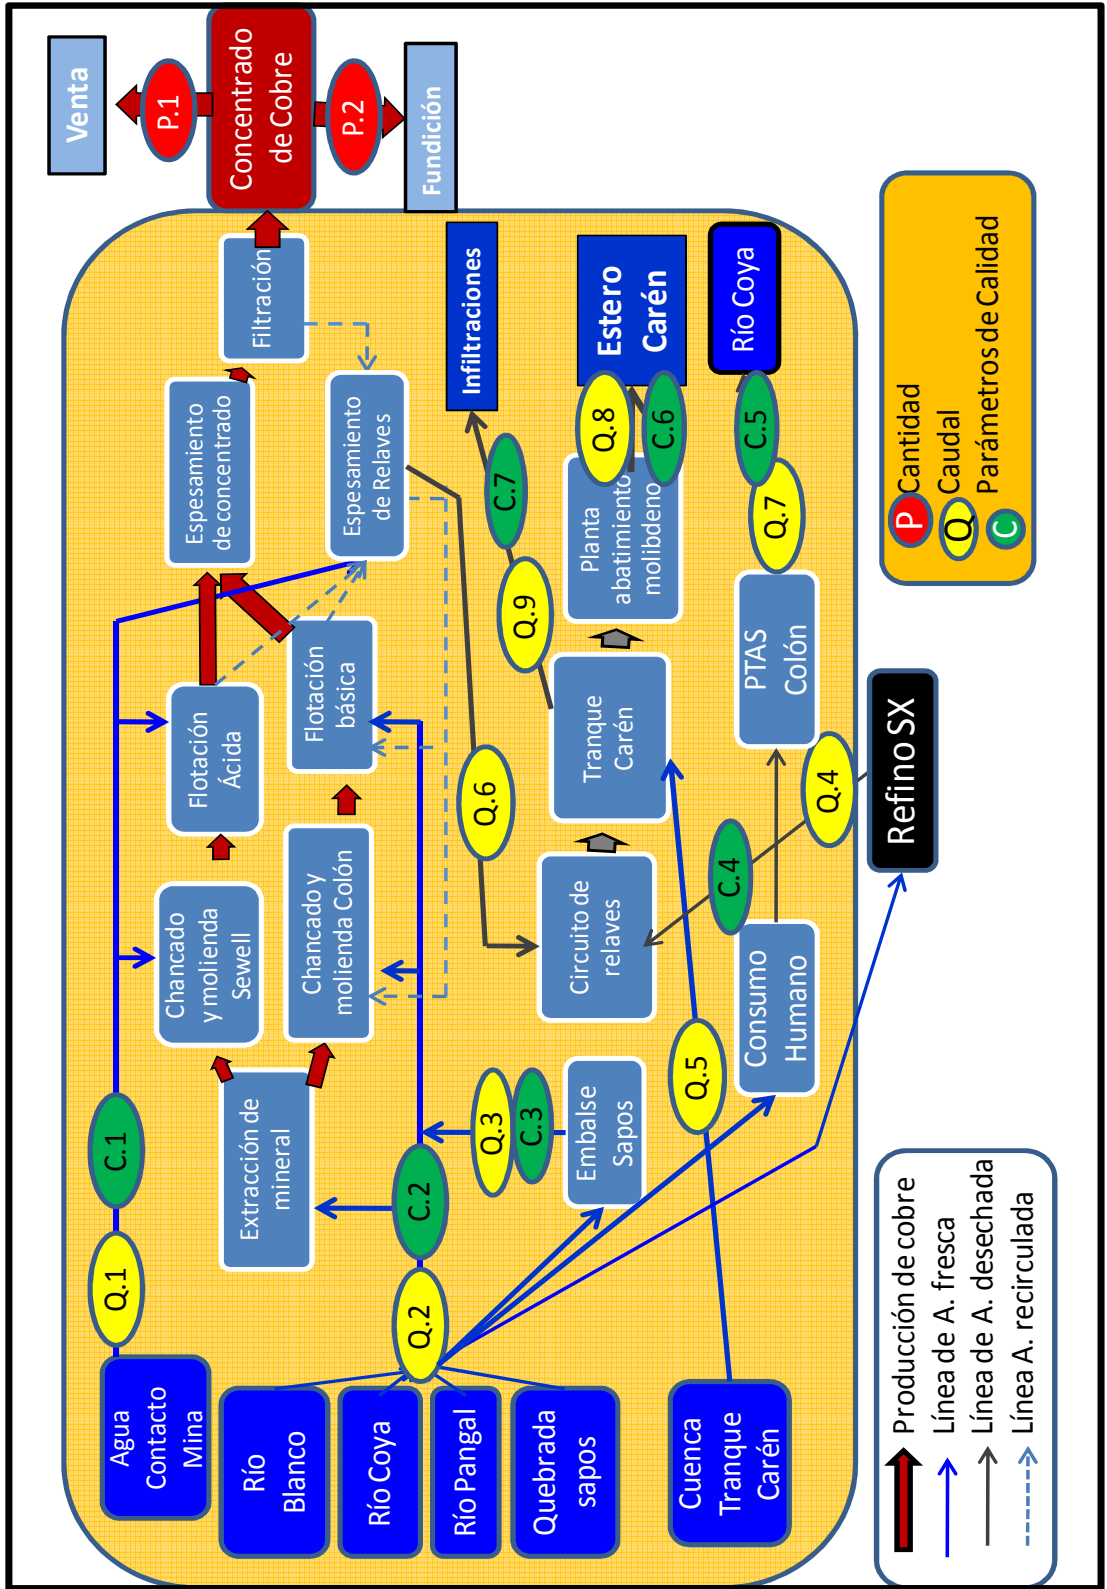 Agua
Contacto
Mina
Río
Blanco
Río Coya
Río Pangal
Quebrada
sapos
Cuenca
Tranque
Carén
Q.1
C.1
Q.2
C.2
Extracción de
mineral
Q.3
C.3
Embalse
Sapos
Q.5
Chancado
y molienda
Sewell
Chancado y
molienda Colón
Circuito de
relaves
Consumo
Humano
C.4
Q.4
Refino SX
Flotación
Ácida
Flotación
básica
Q.6
Tranque
Carén
PTAS
Colón
Espesamiento
de concentrado
Espesamiento
de Relaves
Q.9
C.7
Planta
abatimiento
molibdeno
Q.7
C.5
Q.8
C.6
Filtración
Infiltraciones
Estero
Carén
Río Coya
Concentrado
de Cobre
P.1
P.2
Venta
Fundición
Producción de cobre
Línea de A. fresca
Línea de A. desechada
Línea A. recirculada
P Cantidad
Q Caudal
C Parámetros de Calidad